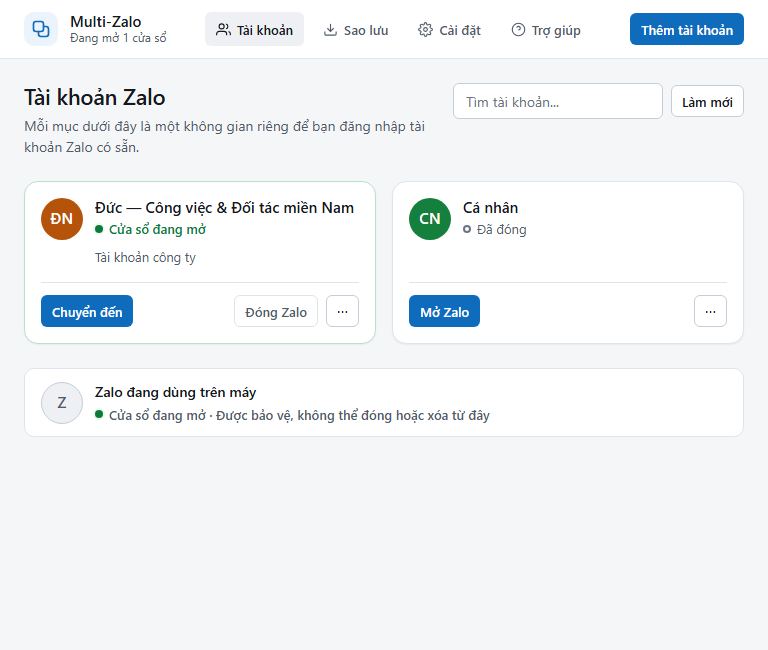 Multi-Zalo
Đang mở 1 cửa sổ
Tài khoản
Sao lưu
Cài đặt
Trợ giúp
Thêm tài khoản
Tài khoản Zalo
Mỗi mục dưới đây là một không gian riêng để bạn đăng nhập tài
khoản Zalo có sẵn.
Tìm tài khoản...
Làm mới
ĐN
Đức — Công việc & Đối tác miền Nam
Cửa sổ đang mở
Tài khoản công ty
Chuyển đến
Đóng Zalo
...
CN
Cá nhân
Đã đóng
Mở Zalo
...
Z
Zalo đang dùng trên máy
Cửa sổ đang mở · Được bảo vệ, không thể đóng hoặc xóa từ đây